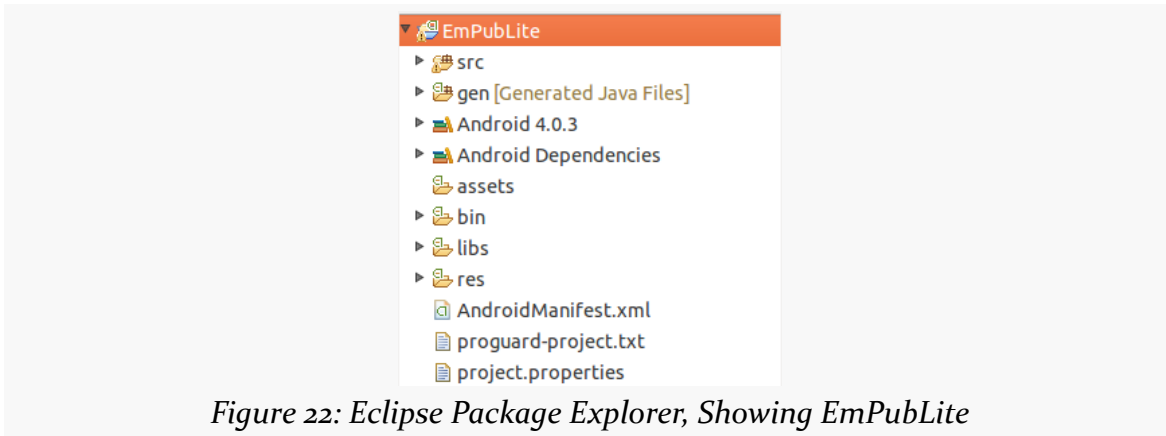 EmPubLite
src
gen [Generated Java Files]
Android 4.0.3
Android Dependencies
assets
bin
libs
res
AndroidManifest.xml
proguard-project.txt
project.properties
Figure 22: Eclipse Package Explorer, Showing EmPubLite